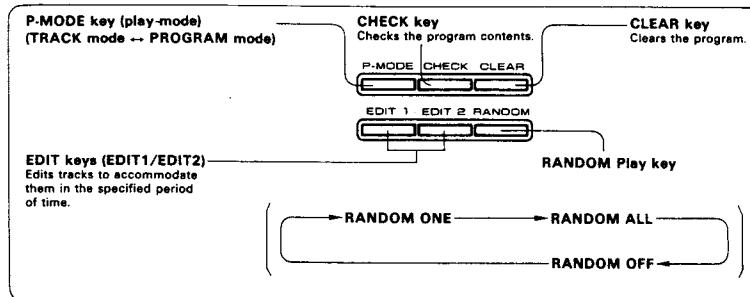 P-MODE key (play-mode)
(TRACK mode ↔ PROGRAM mode)
CHECK key
Checks the program contents.
CLEAR key
Clears the program.
P-MODE CHECK CLEAR
EDIT 1 EDIT 2 RANDOM
EDIT keys (EDIT1/EDIT2)
Edits tracks to accommodate
them in the specified period
of time.
RANDOM Play key
RANDOM ONE
RANDOM ALL
RANDOM OFF